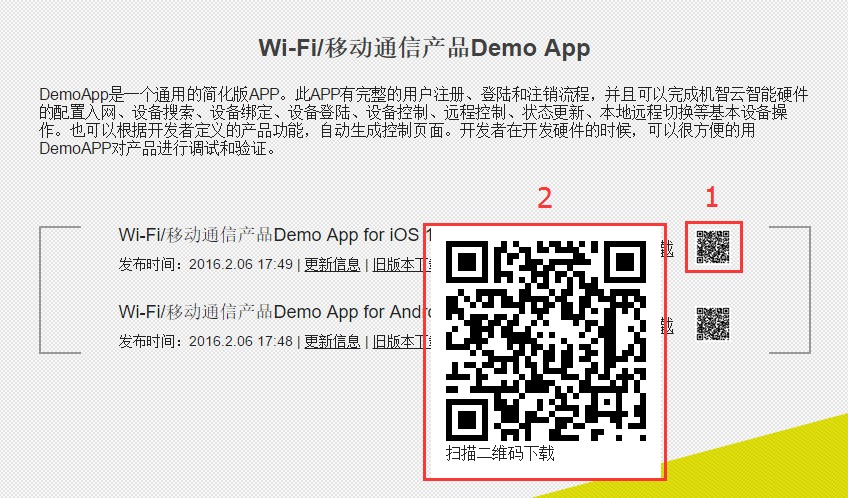 Wi-Fi/移动通信产品Demo App
DemoApp是一个通用的简化版APP。此APP有完整的用户注册、登陆和注销流程，并且可以完成机智云智能硬件
的配置入网、设备搜索、设备绑定、设备登陆、设备控制、远程控制、状态更新、本地远程切换等基本设备操
作。也可以根据开发者定义的产品功能，自动生成控制页面。开发者在开发硬件的时候，可以很方便的用
DemoAPP对产品进行调试和验证。
2
1
Wi-Fi/移动通信产品Demo App for iOS 1
发布时间：2016.2.06 17:49 | 更新信息 | 旧版本下
Wi-Fi/移动通信产品Demo App for
发布时间：2016.2.06 17:48 | 更新信息 | 旧版本下
扫描二维码下载